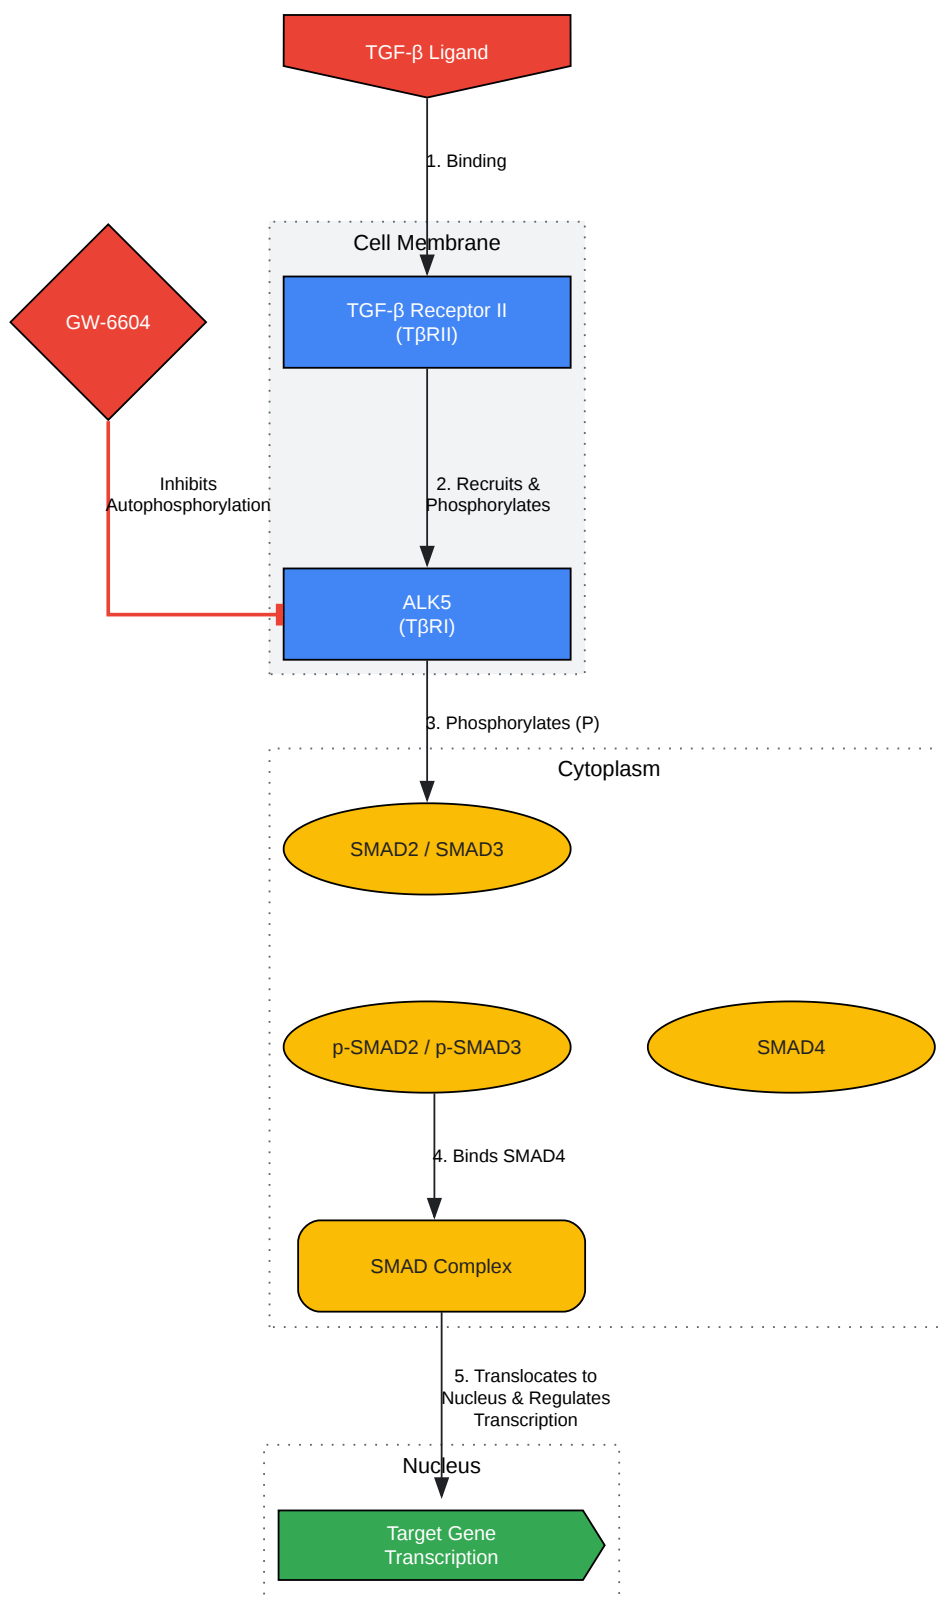 TGF-β Ligand
1. Binding
Cell Membrane
TGF-β Receptor II
(TβRII)
GW-6604
Inhibits
Autophosphorylation
2. Recruits &
Phosphorylates
ALK5
(TβRI)
3. Phosphorylates (P)
Cytoplasm
SMAD2 / SMAD3
p-SMAD2 / p-SMAD3
SMAD4
4. Binds SMAD4
SMAD Complex
5. Translocates to
Nucleus & Regulates
Transcription
Nucleus
Target Gene
Transcription